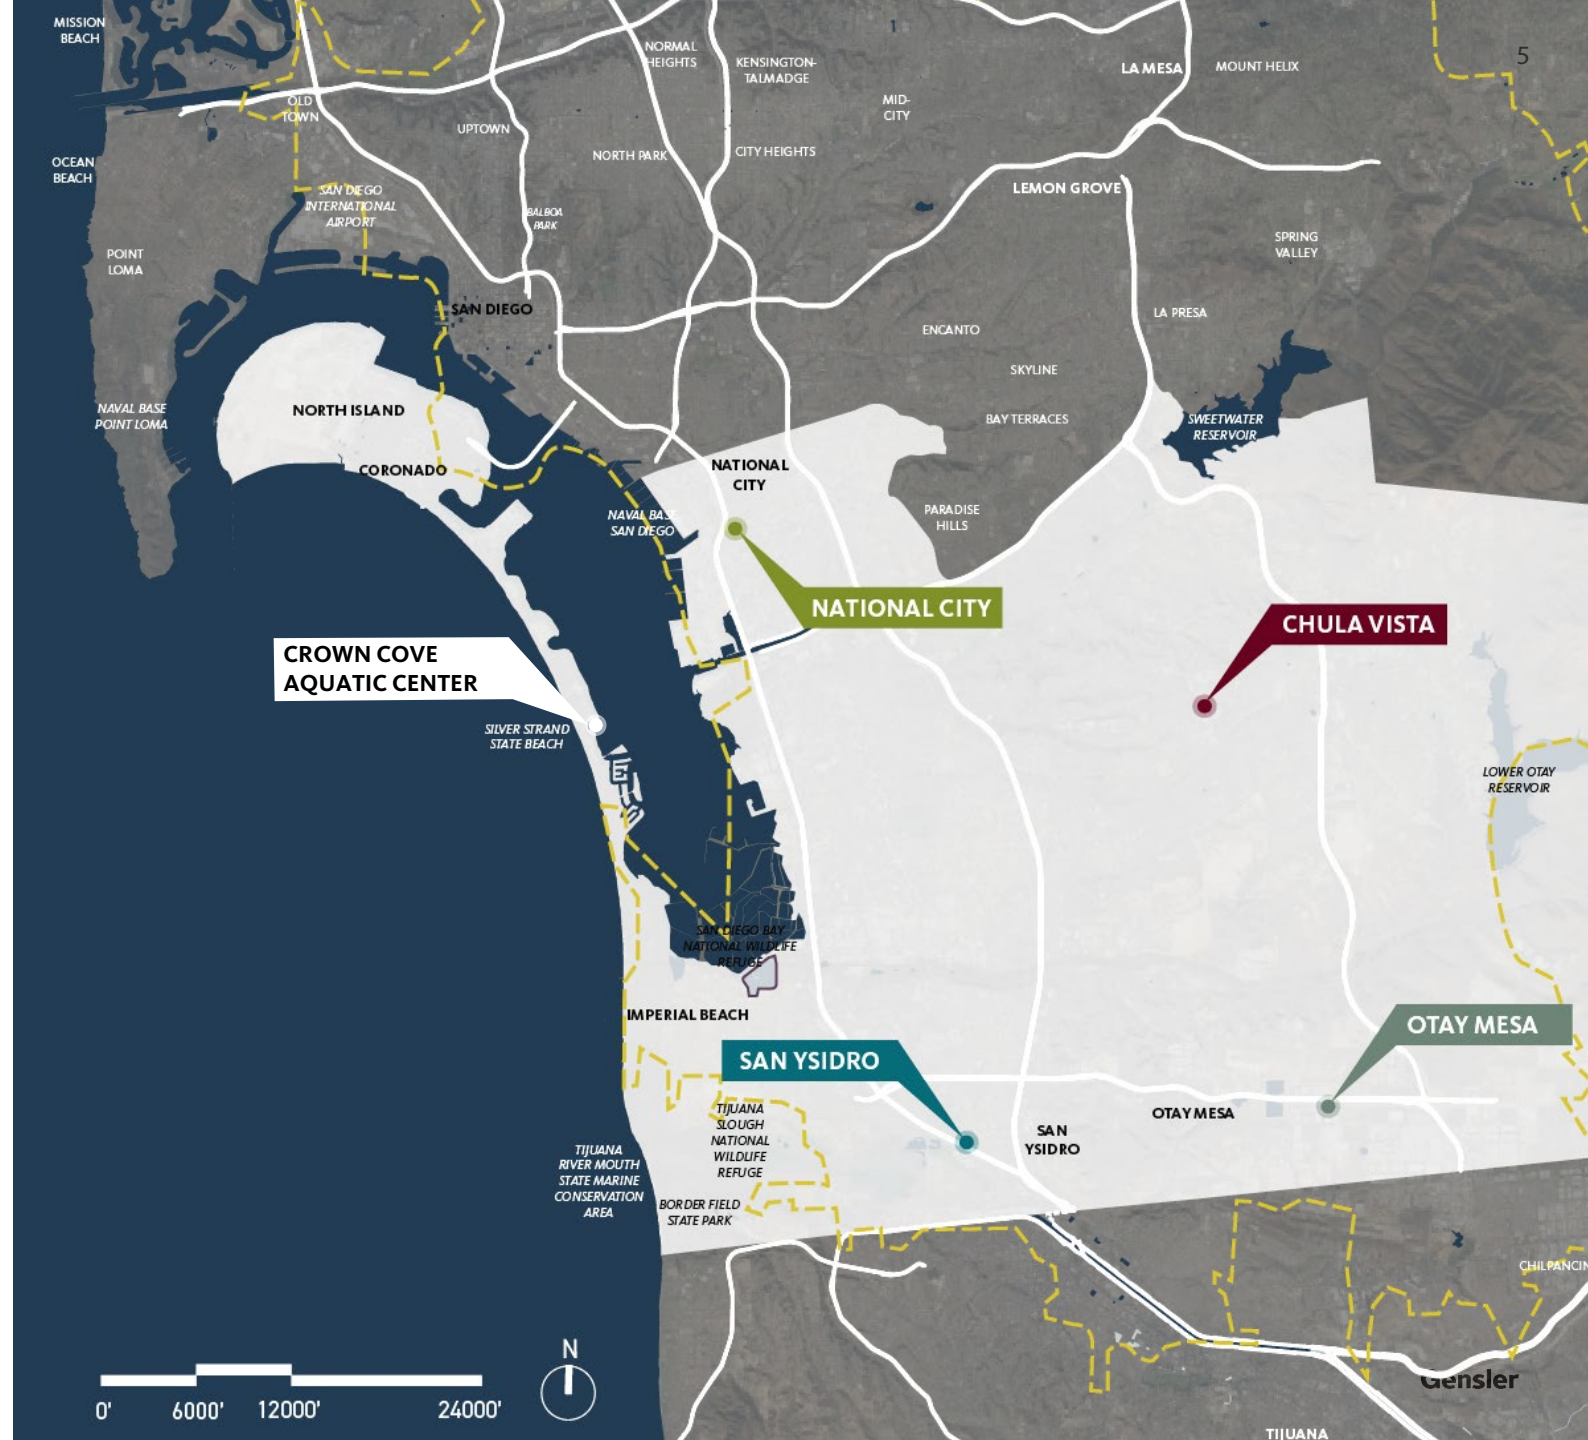 MISSION
BEACH
NORMAL
HEIGHTS
KENSINGTON-
TALMADGE
LA MESA
MOUNT HELIX
5
OLD
TOWN
UPTOWN
MID-
CITY
OCEAN
BEACH
NORTH PARK
CITY HEIGHTS
SAN DIEGO
INTERNATIONAL
AIRPORT
BALBOA
PARK
LEMON GROVE
POINT
LOMA
SPRING
VALLEY
SAN DIEGO
LA PRESA
ENCANTO
SKYLINE
NAVAL BASE
POINT LOMA
NORTH ISLAND
BAY TERRACES
SWEETWATER
RESERVOIR
CORONADO
NATIONAL
CITY
NAVAL BASE
SAN DIEGO
PARADISE
HILLS
NATIONAL CITY
CHULA VISTA
CROWN COVE
AQUATIC CENTER
SILVER STRAND
STATE BEACH
LOWER OTAY
RESERVOIR
SAN DIEGO BAY
NATIONAL WILDLIFE
REFUGE
IMPERIAL BEACH
OTAY MESA
SAN YSIDRO
TIJUANA
SLOUGH
NATIONAL
WILDLIFE
REFUGE
OTAY MESA
SAN
YSIDRO
TIJUANA
RIVER MOUTH
STATE MARINE
CONSERVATION
AREA
BORDER FIELD
STATE PARK
CHILPANCIN
N
0' 6000' 12000' 24000'
Gensler
TIJUANA